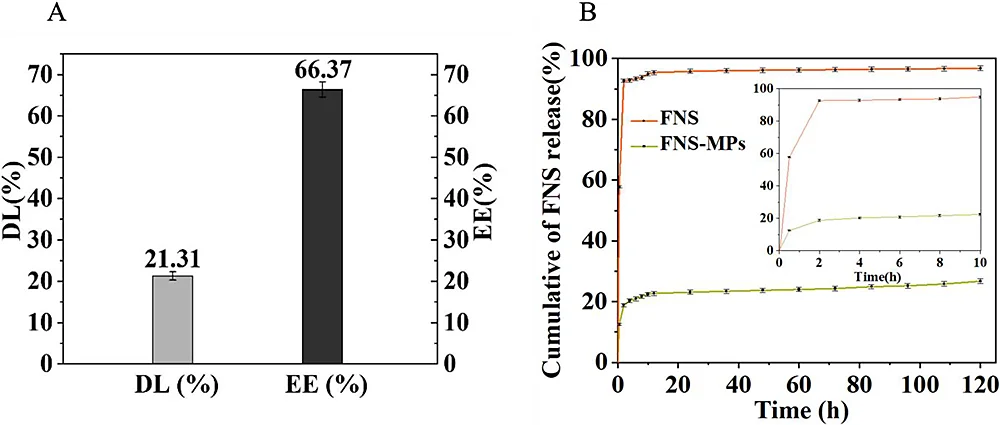 A
B
66.37
21.31
70
60
50
40
30
20
10
0
DL(%)
70
60
50
40
30
20
10
0
EE(%)
DL (%)
EE (%)
100
80
60
40
20
0
Cumulative of FNS release(%)
FNS
FNS-MPs
100
80
60
40
20
0
0 2 4 6 8 10
Time(h)
0 20 40 60 80 100 120
Time (h)